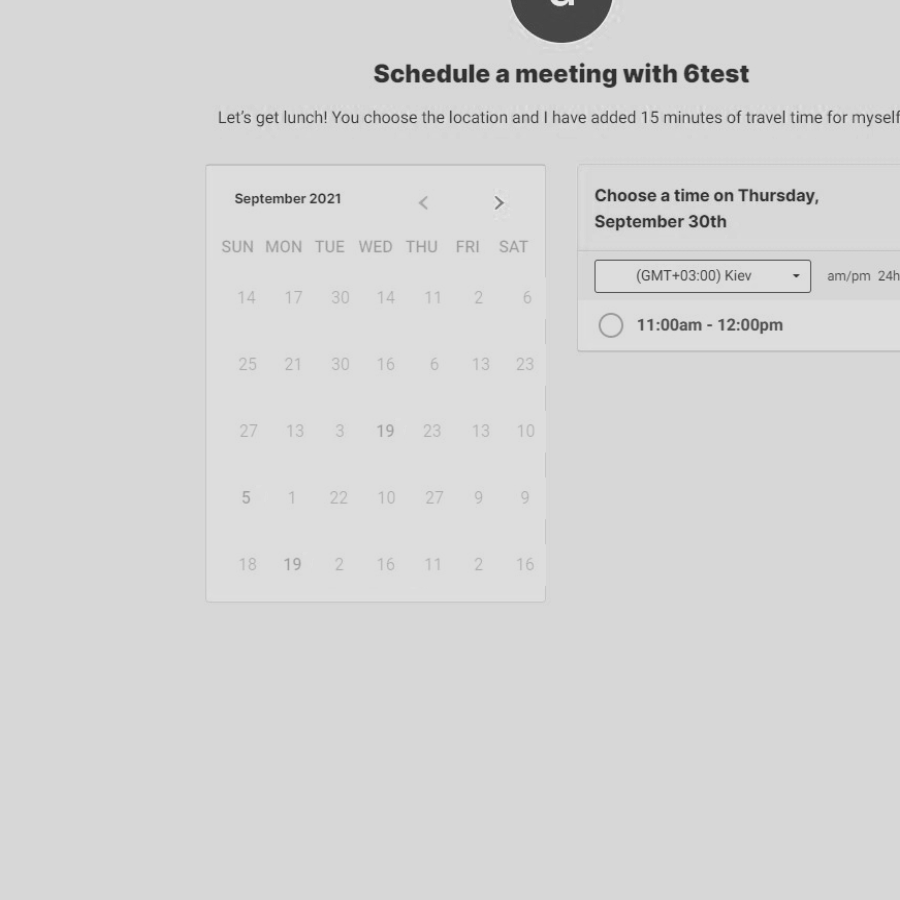 Schedule a meeting with 6test
Let's get lunch! You choose the location and I have added 15 minutes of travel time for myself
September 2021
SUN MON TUE WED THU FRI SAT
14 17 30 14 11 2 6
25 21 30 16 6 13 23
27 13 3 19 23 13 10
5 1 22 10 27 9 9
18 19 2 16 11 2 16
Choose a time on Thursday,
September 30th
(GMT+03:00) Kiev am/pm 24h
11:00am - 12:00pm